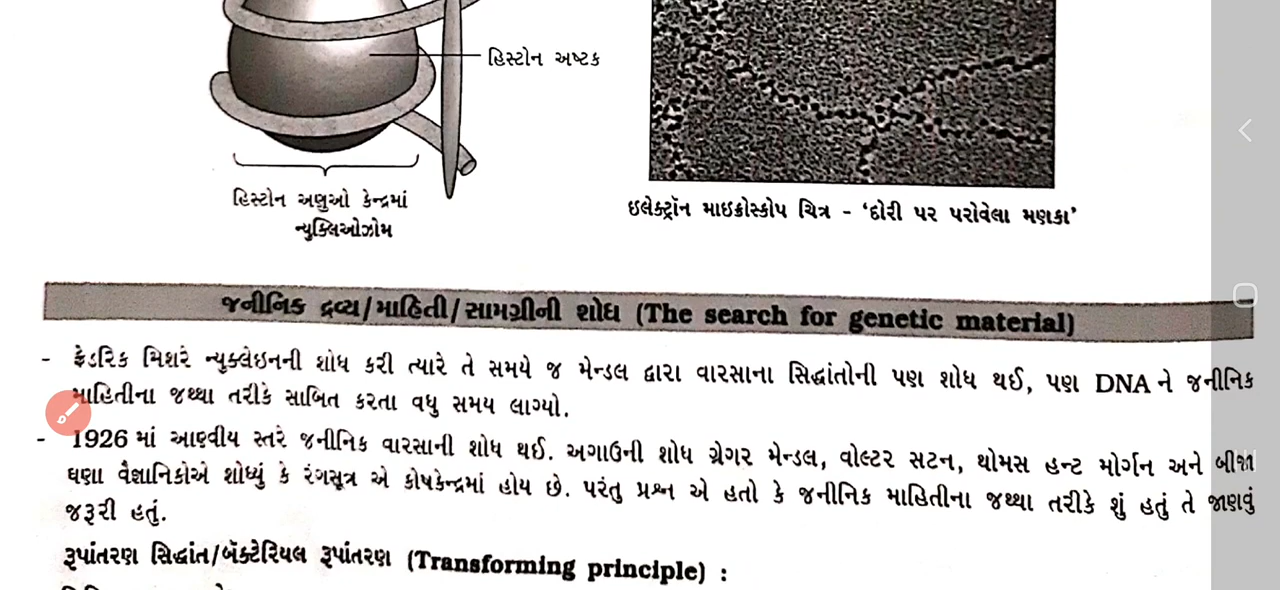 હિસ્ટોન અષ્ટક
હિસ્ટોન અણુઓ કેન્દ્રમાં
ન્યુક્લિઓઝોમ
ઇલેક્ટ્રૉન માઇક્રોસ્કોપ ચિત્ર - ‘દોરી પર પરોવેલા મણકા’
જનીનિક દ્રવ્ય/માહિતી/સામગ્રીની શોધ (The search for genetic material)
- ફ્રેડરિક મિશરે ન્યુક્લેઇનની શોધ કરી ત્યારે તે સમયે જ મેન્ડલ દ્વારા વારસાના સિદ્ધાંતોની પણ શોધ થઈ, પણ DNA ને જનીનિક
માહિતીના જથ્થા તરીકે સાબિત કરતા વધુ સમય લાગ્યો.
- 1926 માં આણ્વીય સ્તરે જનીનિક વારસાની શોધ થઈ. અગાઉની શોધ ગ્રેગર મેન્ડલ, વોલ્ટર સટન, થોમસ હન્ટ મોર્ગન અને બીજા
ઘણા વૈજ્ઞાનિકોએ શોધ્યું કે રંગસૂત્ર એ કોષકેન્દ્રમાં હોય છે. પરંતુ પ્રશ્ન એ હતો કે જનીનિક માહિતીના જથ્થા તરીકે શું હતું તે જાણવું
જરૂરી હતું.
રૂપાંતરણ સિદ્ધાંત/બૅક્ટેરિયલ રૂપાંતરણ (Transforming principle) :